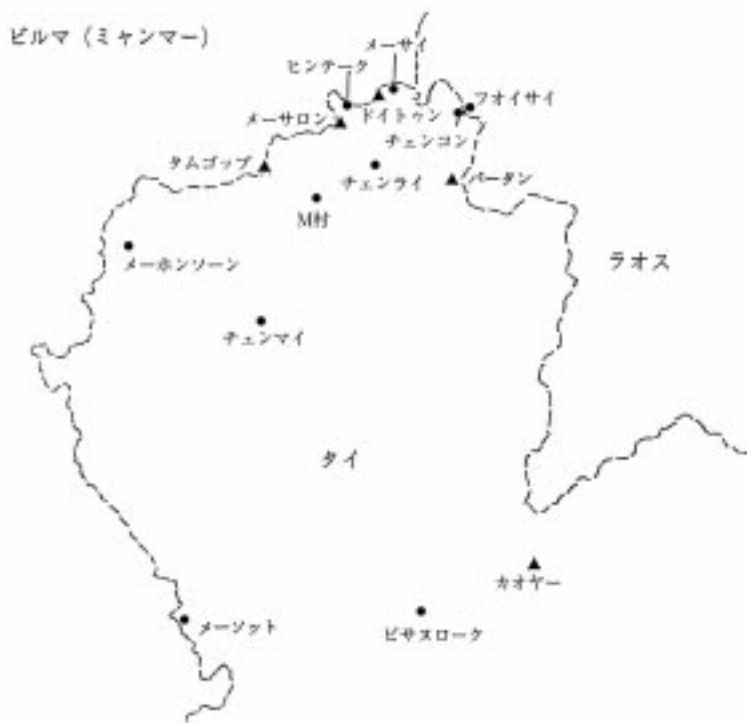 ビルマ (ミャンマー)
メーサイ
ヒンテータ
フオイサイ
メーサロン
ドイトゥン
チェンコン
タムゴップ
チェンライ
パータン
M村
メーホンソーン
ラオス
チェンマイ
タイ
カオヤー
メーソット
ピサヌローク